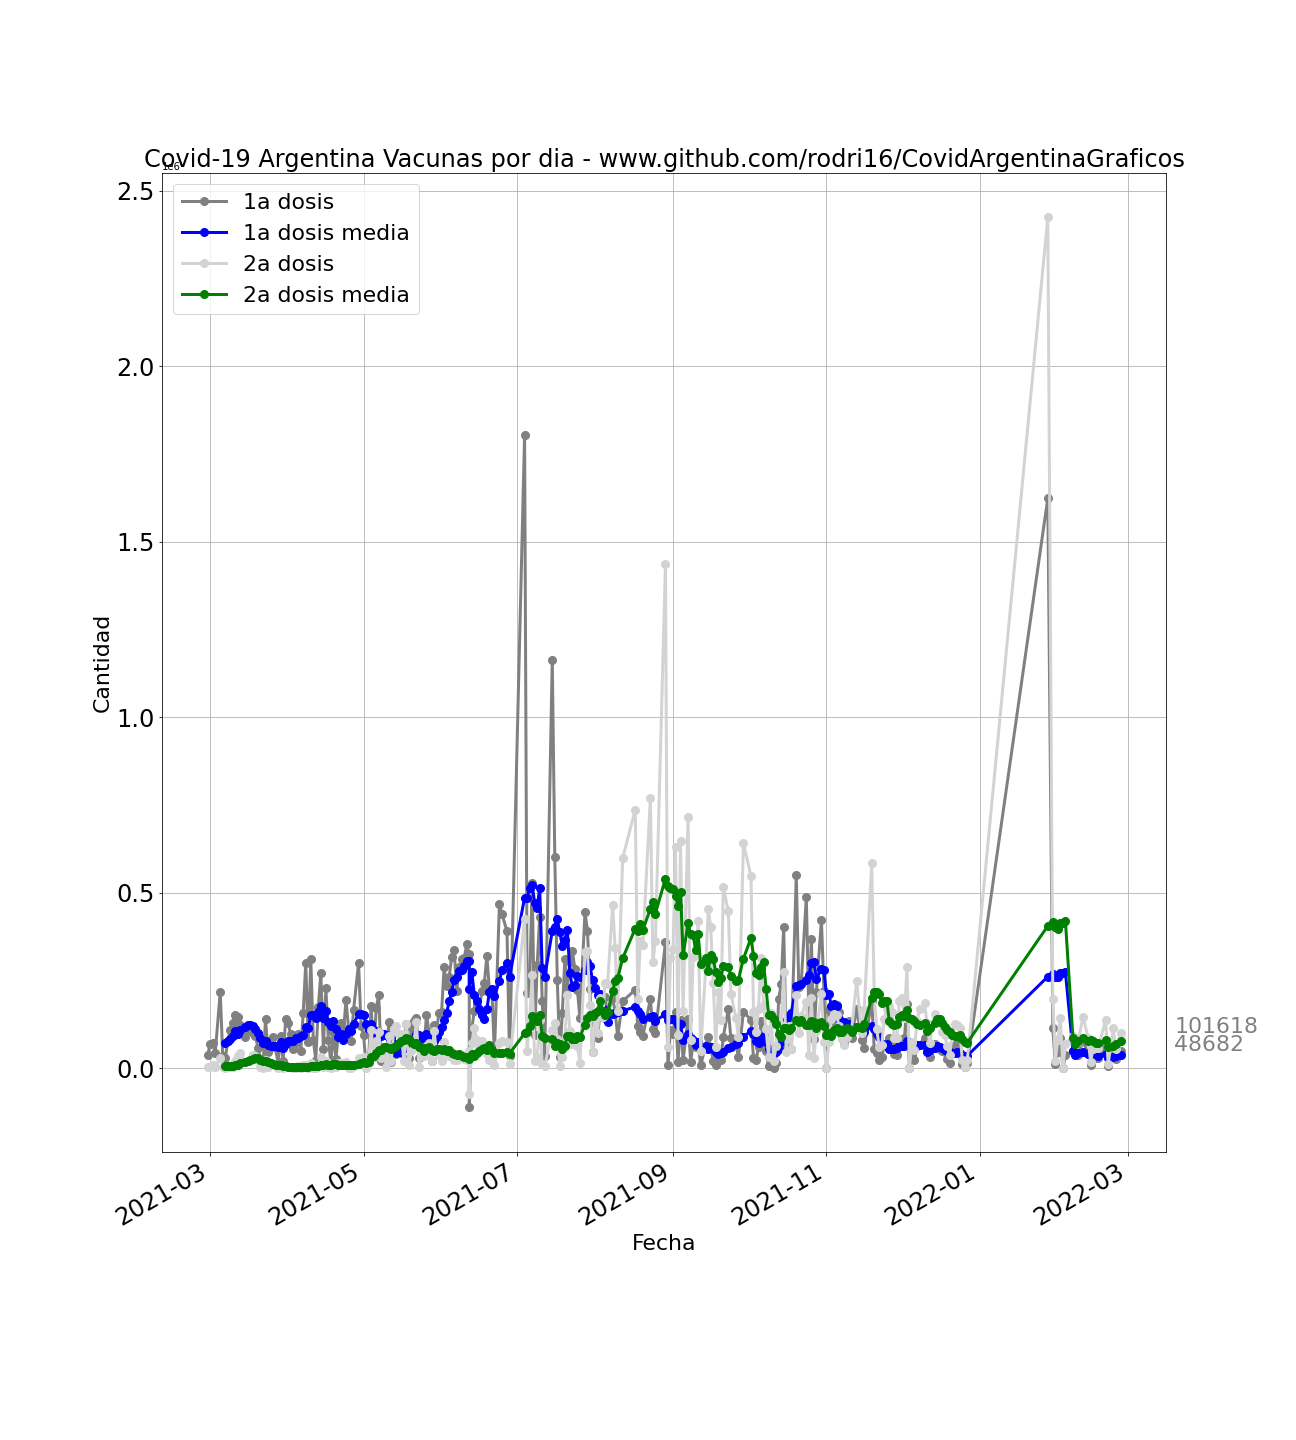 Covid-19 Argentina Vacunas por dia - www.github.com/rodri16/CovidArgentinaGraficos
1e6
2.5
2.0
1.5
1.0
0.5
0.0
Cantidad
1a dosis
1a dosis media
2a dosis
2a dosis media
101618
48682
2021-03
2021-05
2021-07
2021-09
2021-11
2022-01
2022-03
Fecha